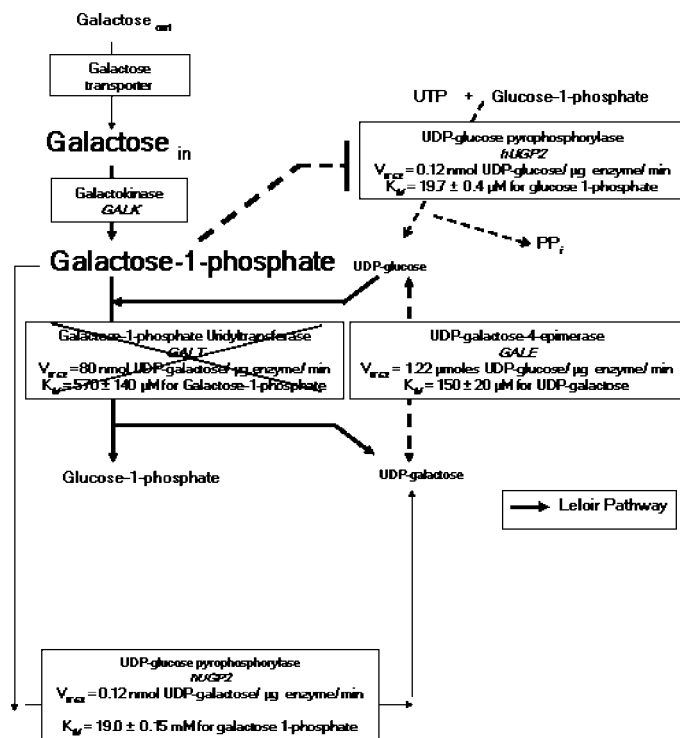 Galactose out
Galactose
transporter
Galactose in
Galactokinase
GALK
UTP + Glucose-1-phosphate
UDP-glucose pyrophosphorylase
hUGP2
Vmax = 0.12 nmol UDP-glucose/ µg enzyme/ min
KM = 19.7 ± 0.4 µM for glucose 1-phosphate
PPi
Galactose-1-phosphate
UDP-glucose
Galactose-1-phosphate Uridyltransferase
GALT
Vmax = 80 nmol UDP-galactose/ µg enzyme/ min
KM = 570 ± 140 µM for Galactose-1-phosphate
UDP-galactose-4-epimerase
GALE
Vmax = 1.22 µmoles UDP-glucose/ µg enzyme/ min
KM = 150 ± 20 µM for UDP-galactose
Glucose-1-phosphate
UDP-galactose
Leloir Pathway
UDP-glucose pyrophosphorylase
hUGP2
Vmax = 0.12 nmol UDP-galactose/ µg enzyme/min
KM = 19.0 ± 0.15 mM for galactose 1-phosphate